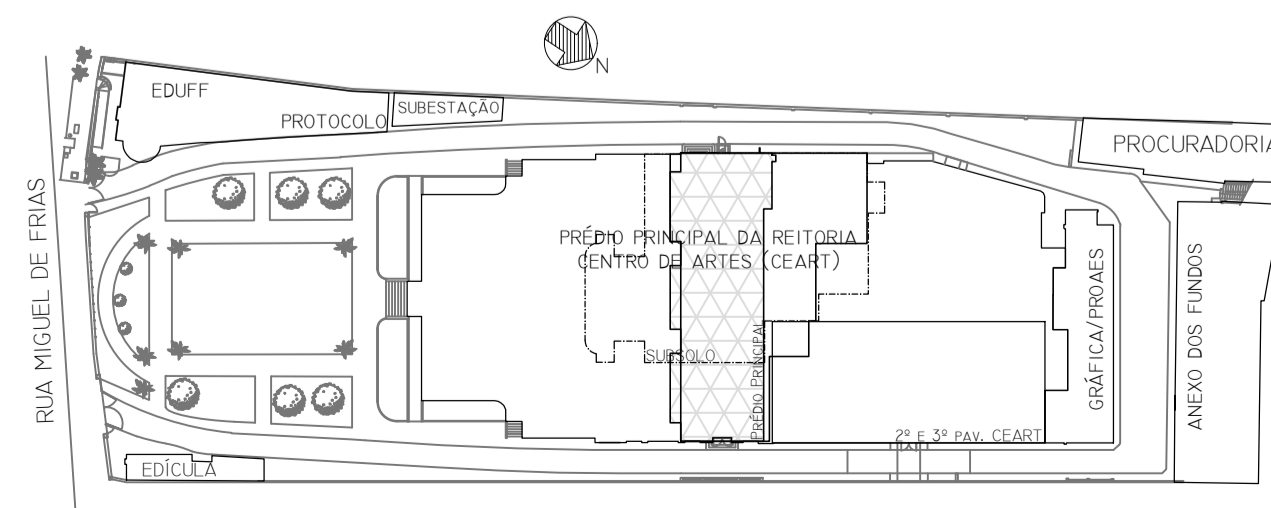 N
EDUFF
SUBESTAÇÃO
PROTOCOLO
PROCURADORIA
RUA MIGUEL DE FRIAS
PRÉDIO PRINCIPAL DA REITORIA
CENTRO DE ARTES (CEART)
SUBSOLO
PRÉDIO PRINCIPAL
GRÁFICA/PROAES
ANEXO DOS FUNDOS
2º E 3º PAV. CEART
EDÍCULA